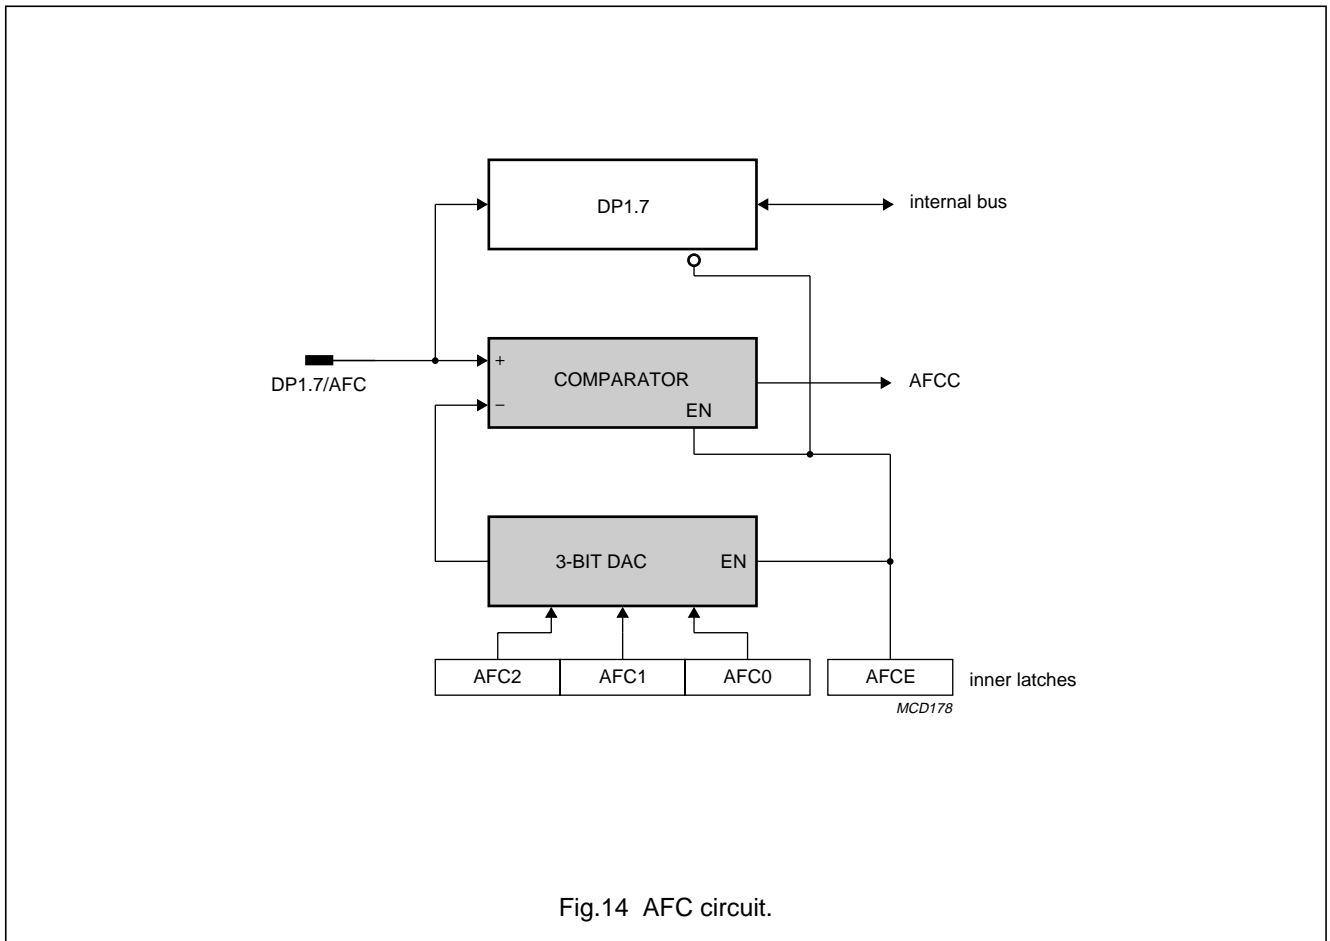 DP1.7
internal bus
DP1.7/AFC
+
COMPARATOR
AFCC
−
EN
3-BIT DAC
EN
AFC2
AFC1
AFC0
AFCE
inner latches
MCD178
Fig.14 AFC circuit.